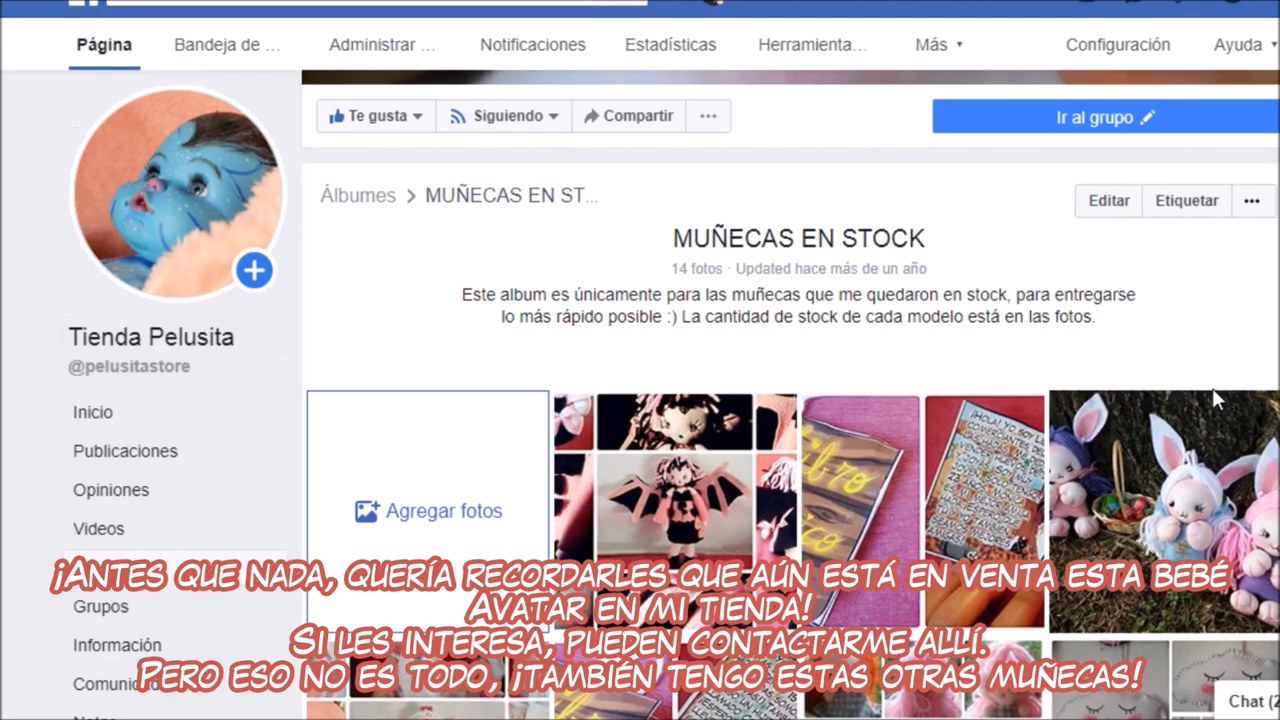 Página
Bandeja de ...
Administrar ...
Notificaciones
Estadísticas
Herramienta...
Más
Configuración
Ayuda
Te gusta
Siguiendo
Compartir
Ir al grupo
Álbumes > MUÑECAS EN ST...
Editar
Etiquetar
MUÑECAS EN STOCK
14 fotos · Updated hace más de un año
Este album es únicamente para las muñecas que me quedaron en stock, para entregarse
lo más rápido posible :) La cantidad de stock de cada modelo está en las fotos.
Tienda Pelusita
@pelusitastore
Inicio
Publicaciones
Opiniones
Videos
Grupos
Información
Agregar fotos
¡HOLA! YO SOY
¡ANTES QUE NADA, QUERÍA RECORDARLES QUE AÚN ESTÁ EN VENTA ESTA BEBÉ
AVATAR EN MI TIENDA!
SI LES INTERESA, PUEDEN CONTACTARME ALLÍ.
PERO ESO NO ES TODO, ¡TAMBIÉN TENGO ESTAS OTRAS MUÑECAS!
Chat